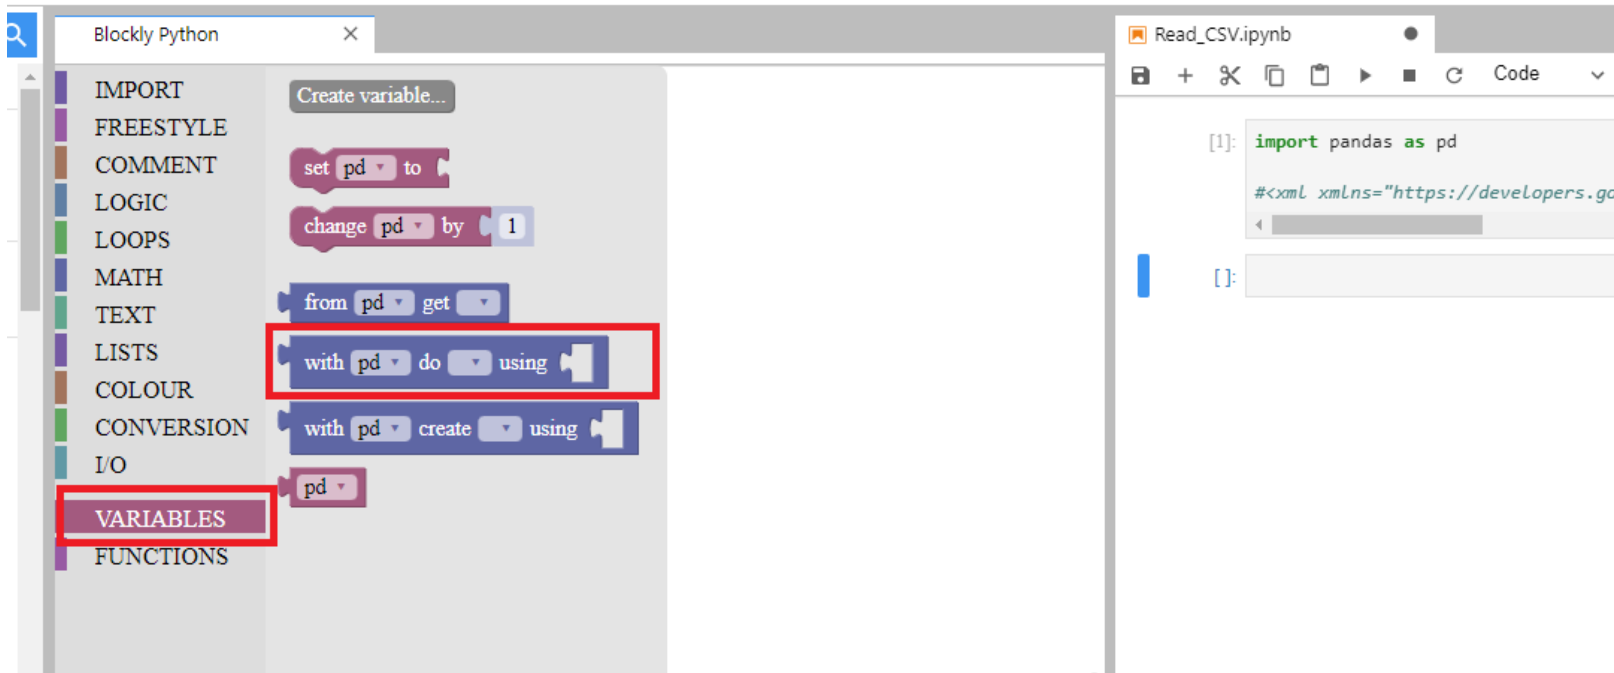 Blockly Python
IMPORT
FREESTYLE
COMMENT
LOGIC
LOOPS
MATH
TEXT
LISTS
COLOUR
CONVERSION
I/O
VARIABLES
FUNCTIONS
Create variable...
set pd to
change pd by 1
from pd get
with pd do using
with pd create using
pd
Read_CSV.ipynb
Code
[1]: import pandas as pd
#<xml xmlns="https://developers.go
[ ]: